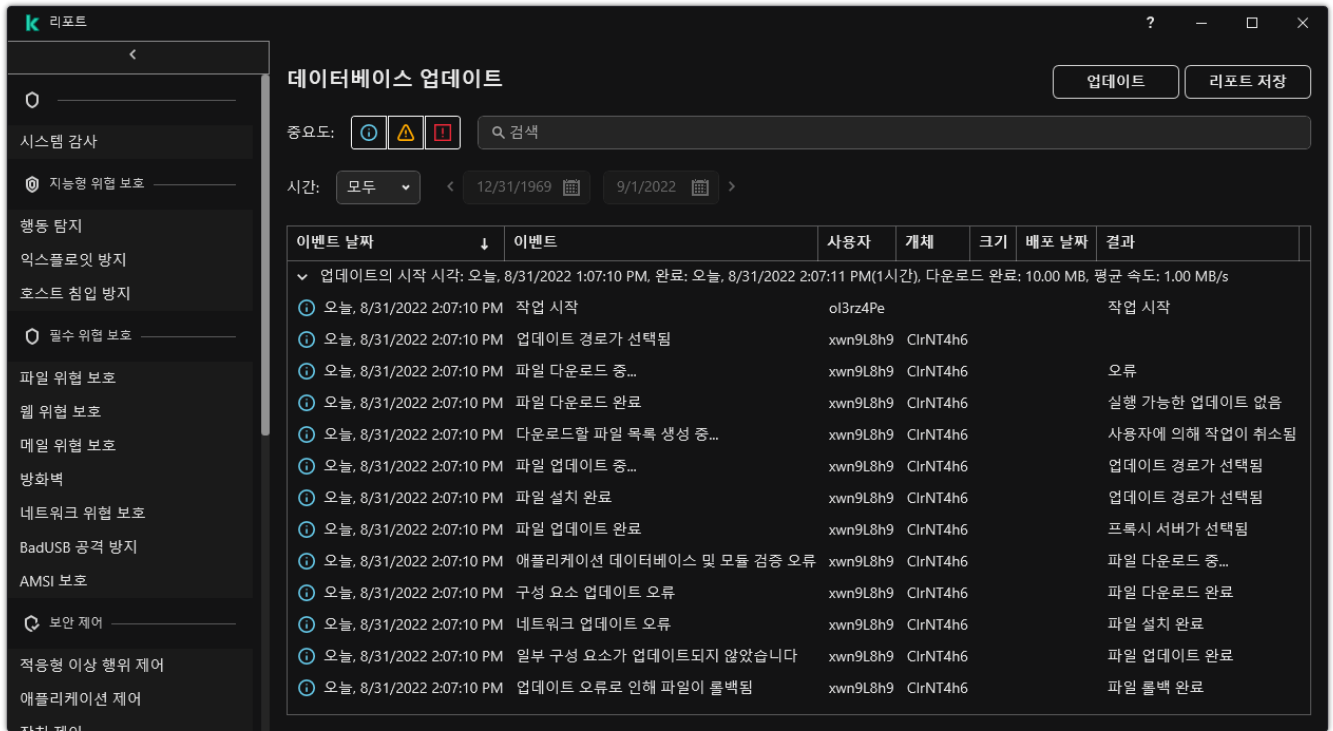 리포트
?
데이터베이스 업데이트
업데이트
리포트 저장
중요도:
검색
시간:
모두
12/31/1969
9/1/2022
시스템 감사
지능형 위협 보호
행동 탐지
익스플로잇 방지
호스트 침입 방지
필수 위협 보호
파일 위협 보호
웹 위협 보호
메일 위협 보호
방화벽
네트워크 위협 보호
BadUSB 공격 방지
AMSI 보호
보안 제어
적응형 이상 행위 제어
애플리케이션 제어
이벤트 날짜 ↓ 이벤트 사용자 개체 크기 배포 날짜 결과
업데이트의 시작 시각: 오늘, 8/31/2022 1:07:10 PM, 완료: 오늘, 8/31/2022 2:07:11 PM(1시간), 다운로드 완료: 10.00 MB, 평균 속도: 1.00 MB/s
오늘, 8/31/2022 2:07:10 PM 작업 시작 ol3rz4Pe 작업 시작
오늘, 8/31/2022 2:07:10 PM 업데이트 경로가 선택됨 xwn9L8h9 ClrNT4h6
오늘, 8/31/2022 2:07:10 PM 파일 다운로드 중... xwn9L8h9 ClrNT4h6 오류
오늘, 8/31/2022 2:07:10 PM 파일 다운로드 완료 xwn9L8h9 ClrNT4h6 실행 가능한 업데이트 없음
오늘, 8/31/2022 2:07:10 PM 다운로드할 파일 목록 생성 중... xwn9L8h9 ClrNT4h6 사용자에 의해 작업이 취소됨
오늘, 8/31/2022 2:07:10 PM 파일 업데이트 중... xwn9L8h9 ClrNT4h6 업데이트 경로가 선택됨
오늘, 8/31/2022 2:07:10 PM 파일 설치 완료 xwn9L8h9 ClrNT4h6 업데이트 경로가 선택됨
오늘, 8/31/2022 2:07:10 PM 파일 업데이트 완료 xwn9L8h9 ClrNT4h6 프록시 서버가 선택됨
오늘, 8/31/2022 2:07:10 PM 애플리케이션 데이터베이스 및 모듈 검증 오류 xwn9L8h9 ClrNT4h6 파일 다운로드 중...
오늘, 8/31/2022 2:07:10 PM 구성 요소 업데이트 오류 xwn9L8h9 ClrNT4h6 파일 다운로드 완료
오늘, 8/31/2022 2:07:10 PM 네트워크 업데이트 오류 xwn9L8h9 ClrNT4h6 파일 설치 완료
오늘, 8/31/2022 2:07:10 PM 일부 구성 요소가 업데이트되지 않았습니다 xwn9L8h9 ClrNT4h6 파일 업데이트 완료
오늘, 8/31/2022 2:07:10 PM 업데이트 오류로 인해 파일이 롤백됨 xwn9L8h9 ClrNT4h6 파일 롤백 완료